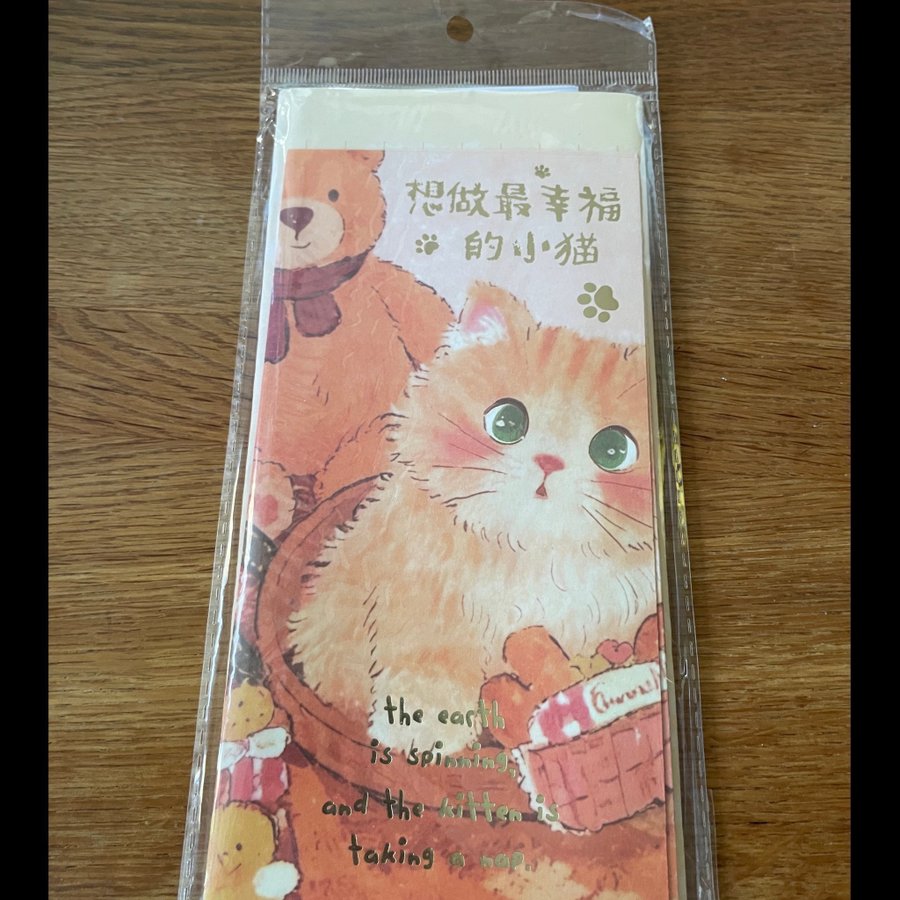 想做最幸福
的小猫
the earth
is spinning,
and the kitten is
taking a nap.